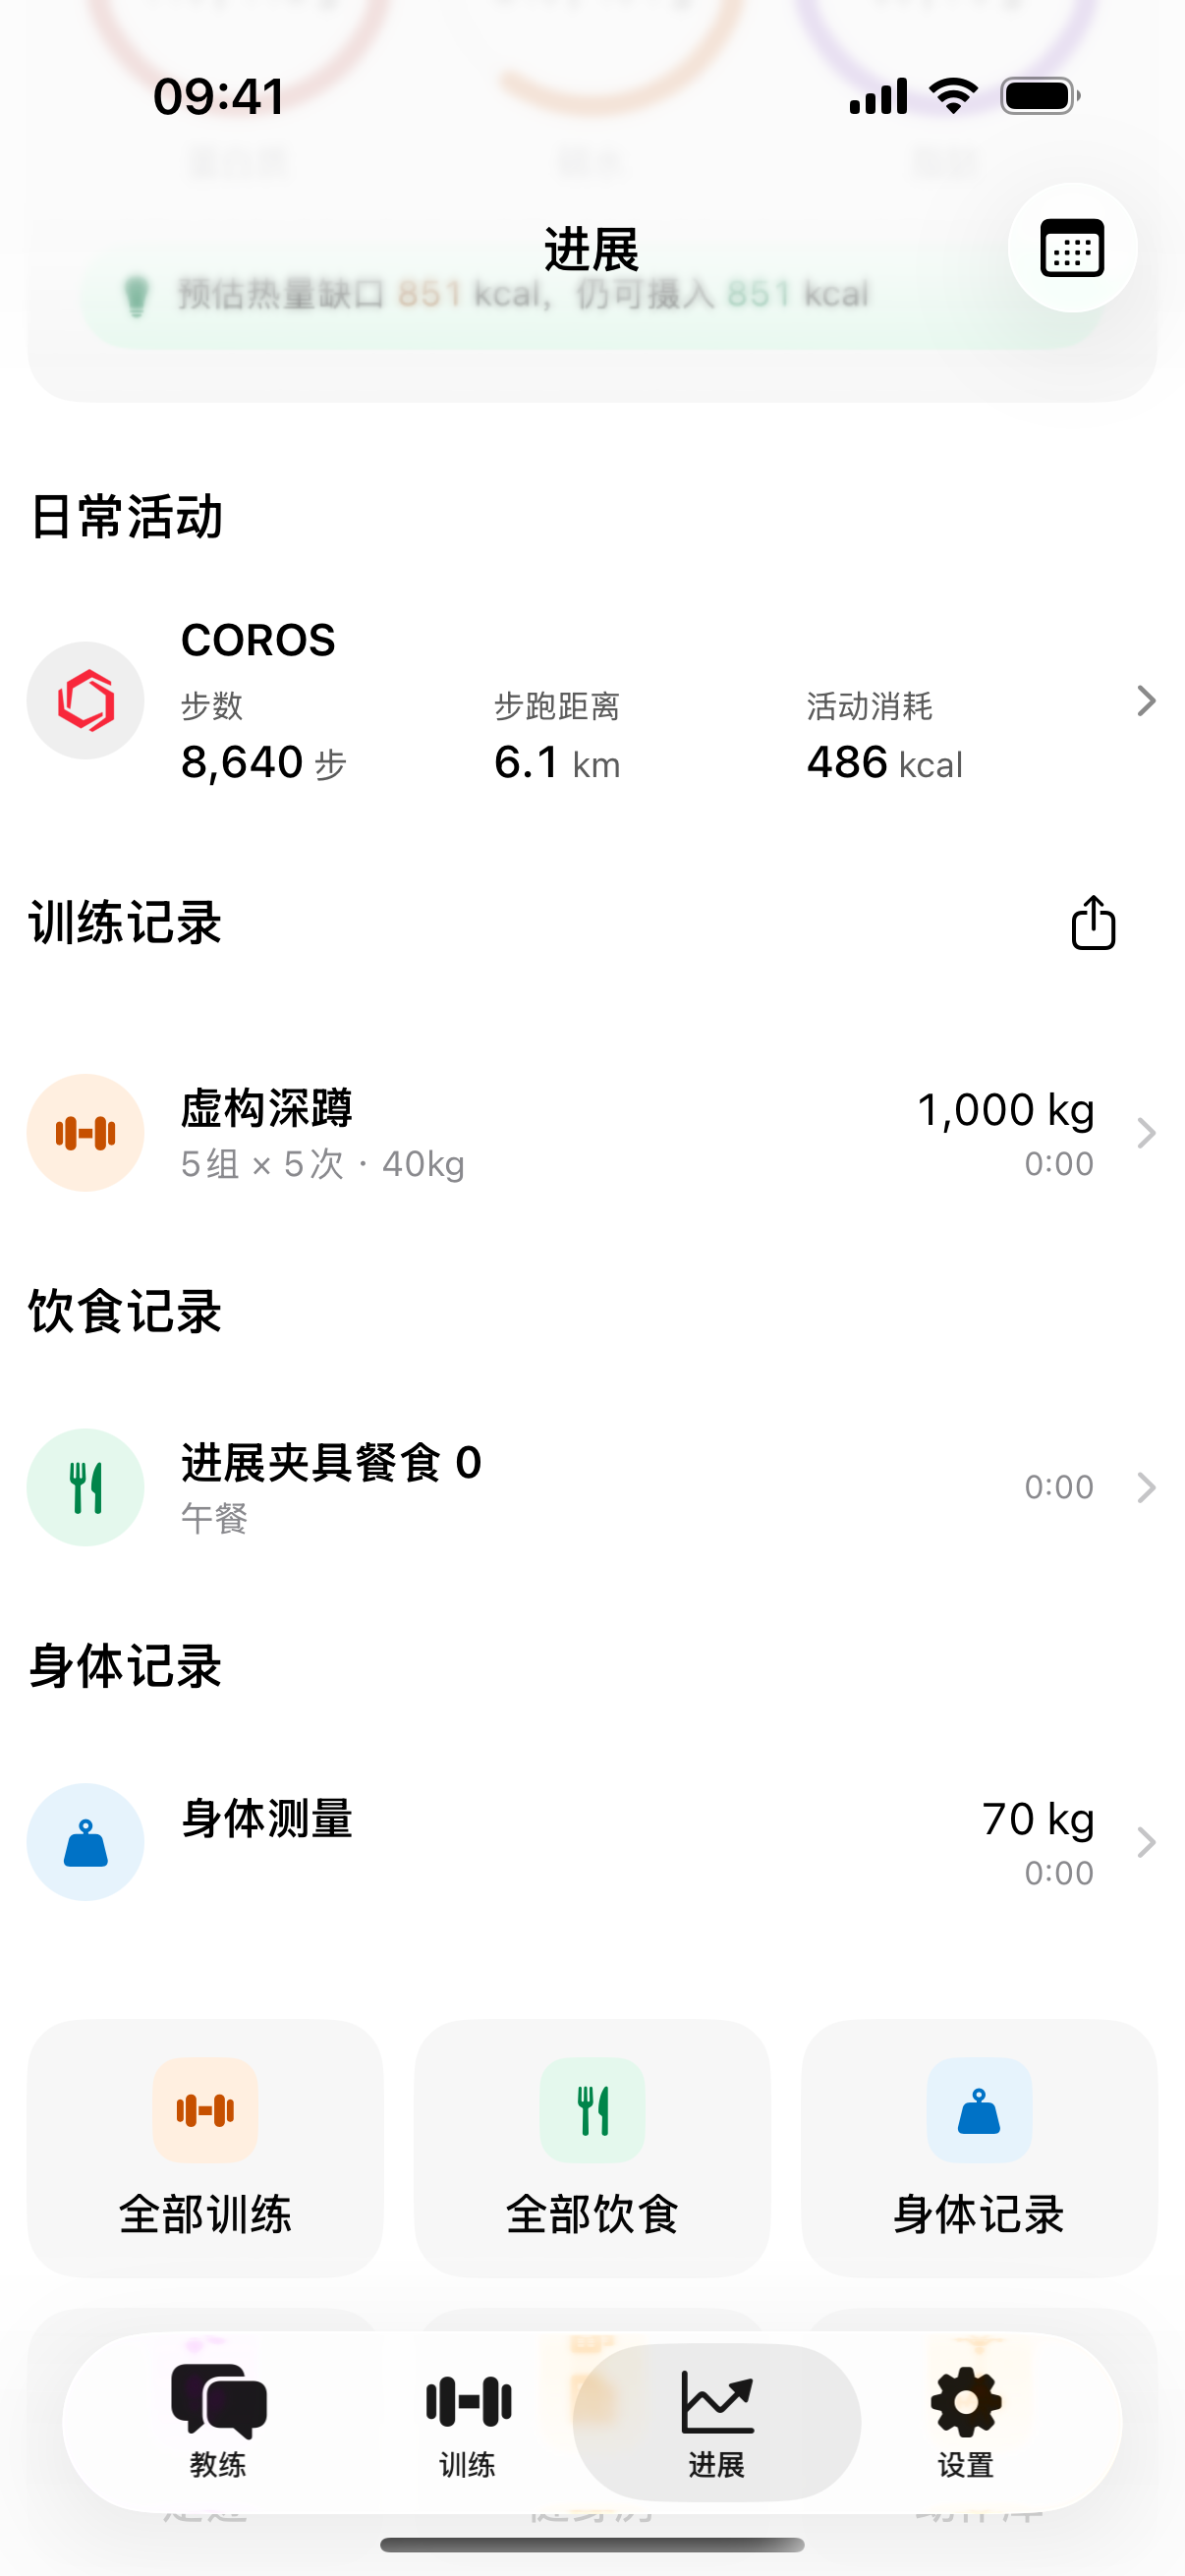 09:41
进展
预估热量缺口 851 kcal，仍可摄入 851 kcal
日常活动
COROS
步数 步跑距离 活动消耗
8,640 步 6.1 km 486 kcal
训练记录
虚构深蹲 1,000 kg
5组 × 5次 · 40kg 0:00
饮食记录
进展夹具餐食 0
午餐 0:00
身体记录
身体测量 70 kg
0:00
全部训练 全部饮食 身体记录
教练 训练 进展 设置